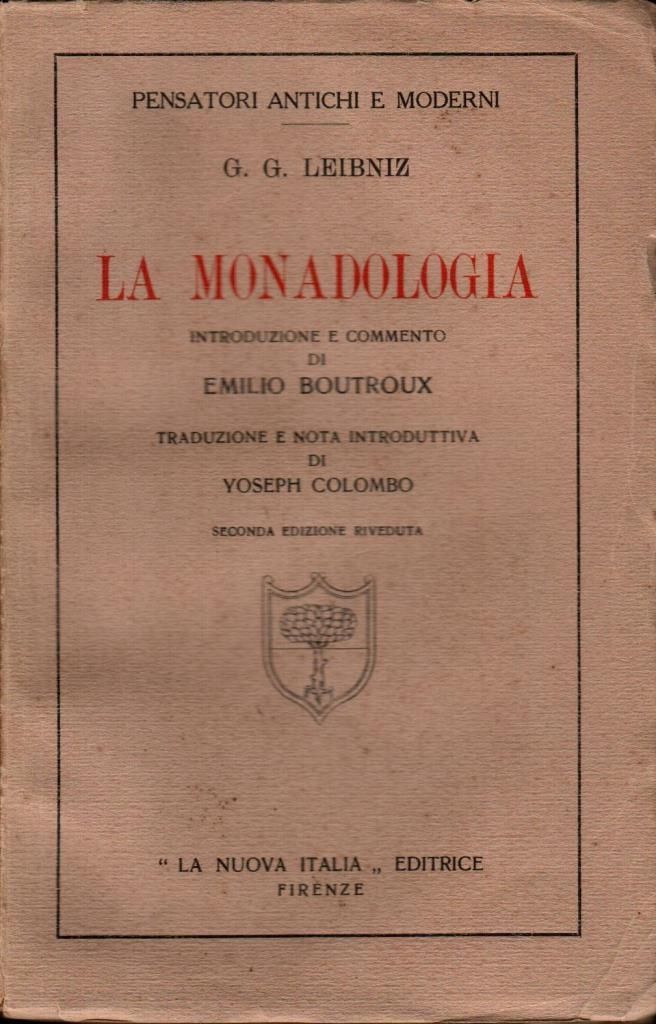 PENSATORI ANTICHI E MODERNI
G. G. LEIBNIZ
LA MONADOLOGIA
INTRODUZIONE E COMMENTO
DI
EMILIO BOUTROUX
TRADUZIONE E NOTA INTRODUTTIVA
DI
YOSEPH COLOMBO
SECONDA EDIZIONE RIVEDUTA
“ LA NUOVA ITALIA „ EDITRICE
FIRENZE